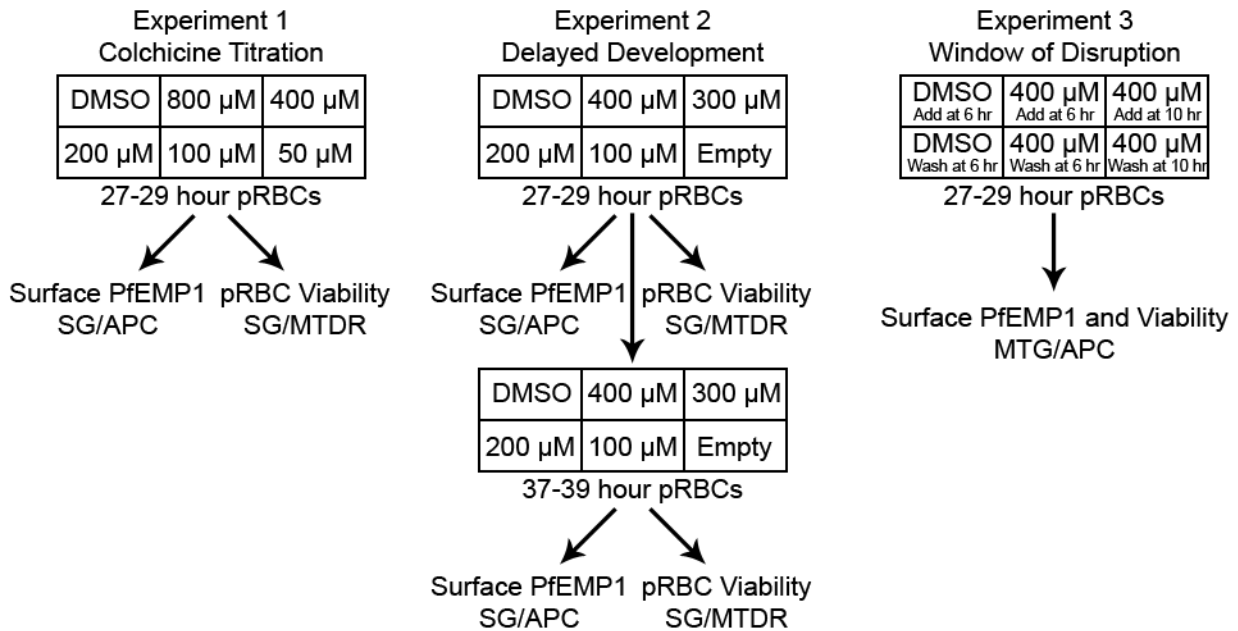 Experiment 1
Colchicine Titration
DMSO 800 µM 400 µM
200 µM 100 µM 50 µM
27-29 hour pRBCs
Surface PfEMP1 pRBC Viability
SG/APC SG/MTDR
Experiment 2
Delayed Development
DMSO 400 µM 300 µM
200 µM 100 µM Empty
27-29 hour pRBCs
Surface PfEMP1 pRBC Viability
SG/APC SG/MTDR
DMSO 400 µM 300 µM
200 µM 100 µM Empty
37-39 hour pRBCs
Surface PfEMP1 pRBC Viability
SG/APC SG/MTDR
Experiment 3
Window of Disruption
DMSO 400 µM 400 µM
Add at 6 hr Add at 6 hr Add at 10 hr
DMSO 400 µM 400 µM
Wash at 6 hr Wash at 6 hr Wash at 10 hr
27-29 hour pRBCs
Surface PfEMP1 and Viability
MTG/APC